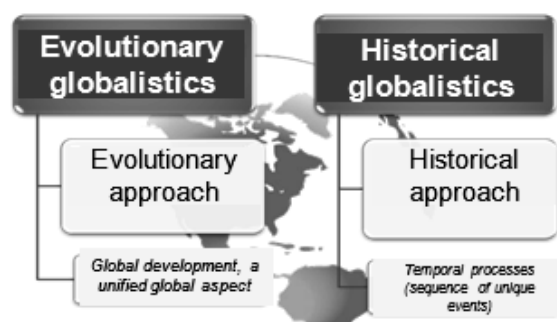 Evolutionary
globalistics
Historical
globalistics
Evolutionary
approach
Historical
approach
Global development, a
unified global aspect
Temporal processes
(sequence of unique
events)